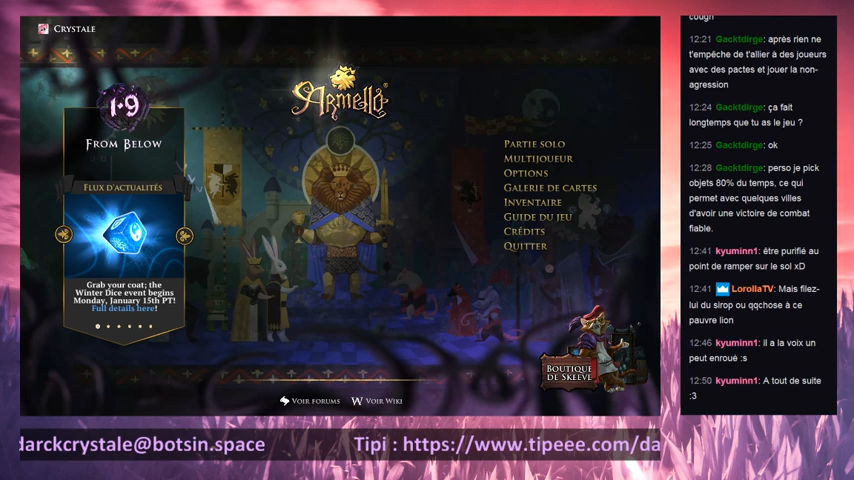 CRYSTALE
Armello
1•9
FROM BELOW
FLUX D'ACTUALITÉS
Grab your coat; the
Winter Dice event begins
Monday, January 15th PT!
Full details here!
PARTIE SOLO
MULTIJOUEUR
OPTIONS
GALERIE DE CARTES
INVENTAIRE
GUIDE DU JEU
CRÉDITS
QUITTER
BOUTIQUE
DE SKEEVE
VOIR FORUMS
VOIR WIKI
darckcrystale@botsin.space Tipi : https://www.tipeee.com/da
cough
12:21 Gacktdirge: après rien ne
t'empêche de t'allier à des joueurs
avec des pactes et jouer la non-
agression
12:24 Gacktdirge: ça fait
longtemps que tu as le jeu ?
12:25 Gacktdirge: ok
12:28 Gacktdirge: perso je pick
objets 80% du temps, ce qui
permet avec quelques villes
d'avoir une victoire de combat
fiable.
12:41 kyuminn1: être purifié au
point de ramper sur le sol xD
12:41 LorollaTV: Mais filez-
lui du sirop ou qqchose à ce
pauvre lion
12:46 kyuminn1: il a la voix un
peut enroué :s
12:50 kyuminn1: A tout de suite
:3